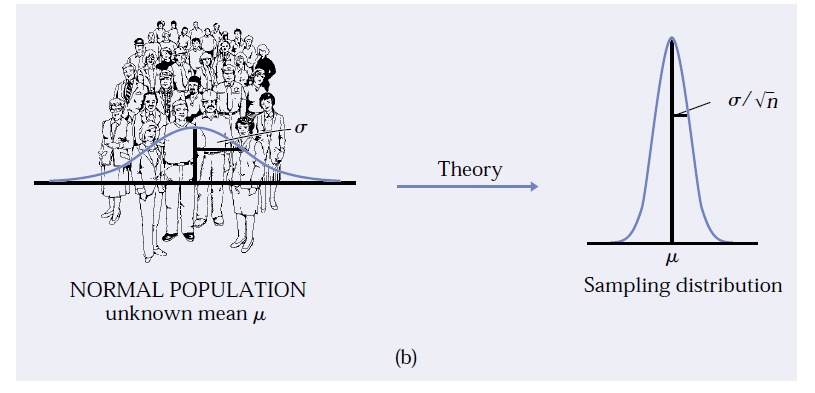 σ
σ/√n
Theory
μ
NORMAL POPULATION
unknown mean μ
Sampling distribution
(b)